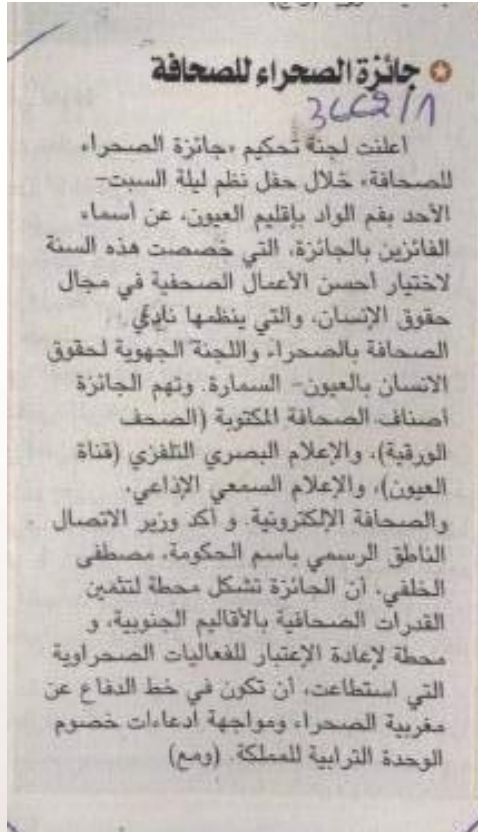 جائزة الصحراء للصحافة
3662/1
أعلنت لجنة تحكيم «جائزة الصحراء
للصحافة» خلال حفل نظم ليلة السبت-
الأحد بفم الواد بإقليم العيون، عن أسماء
الفائزين بالجائزة، التي خصصت هذه السنة
لاختيار أحسن الأعمال الصحفية في مجال
حقوق الإنسان، والتي ينظمها نادي
الصحافة بالصحراء واللجنة الجهوية لحقوق
الانسان بالعيون- السمارة. وتهم الجائزة
أصناف الصحافة المكتوبة (الصحف
الورقية)، والإعلام البصري التلفزي (قناة
العيون)، والإعلام السمعي الإذاعي،
والصحافة الإلكترونية. و أكد وزير الاتصال
الناطق الرسمي باسم الحكومة، مصطفى
الخلفي، أن الجائزة تشكل محطة لتثمين
القدرات الصحافية بالأقاليم الجنوبية، و
محطة لإعادة الإعتبار للفعاليات الصحراوية
التي استطاعت، أن تكون في خط الدفاع عن
مغربية الصحراء ومواجهة ادعاءات خصوم
الوحدة الترابية للمملكة. (ومع)